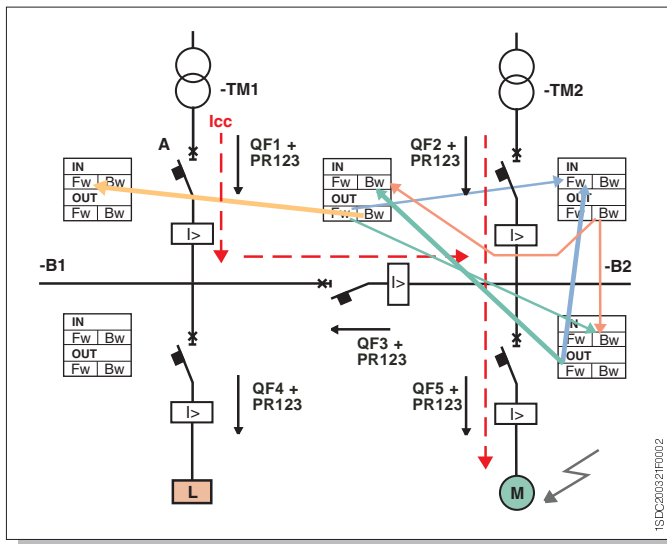 -TM1
-TM2
A
Icc
QF1 +
PR123
QF2 +
PR123
IN
Fw Bw
OUT
Fw Bw
IN
Fw Bw
OUT
Fw Bw
IN
Fw Bw
OUT
Fw Bw
I>
I>
-B1
I>
-B2
IN
Fw Bw
OUT
Fw Bw
QF3 +
PR123
IN
Fw Bw
OUT
Fw Bw
QF4 +
PR123
QF5 +
PR123
I>
I>
L
M
1SDC200321F0002